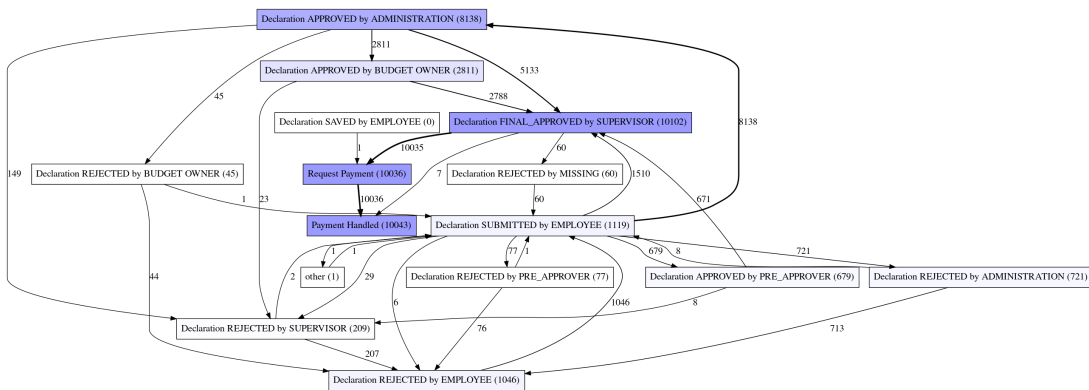 Declaration APPROVED by ADMINISTRATION (8138)
2811
5133
Declaration APPROVED by BUDGET OWNER (2811)
45
2788
Declaration SAVED by EMPLOYEE (0)
Declaration FINAL_APPROVED by SUPERVISOR (10102)
8138
1
10035
60
149
Declaration REJECTED by BUDGET OWNER (45)
Request Payment (10036)
7
Declaration REJECTED by MISSING (60)
1510
23
1
10036
60
671
Payment Handled (10043)
Declaration SUBMITTED by EMPLOYEE (1119)
1
1
77
1
679
8
721
44
2
other (1)
29
Declaration REJECTED by PRE_APPROVER (77)
Declaration APPROVED by PRE_APPROVER (679)
Declaration REJECTED by ADMINISTRATION (721)
6
1046
8
Declaration REJECTED by SUPERVISOR (209)
76
713
207
Declaration REJECTED by EMPLOYEE (1046)